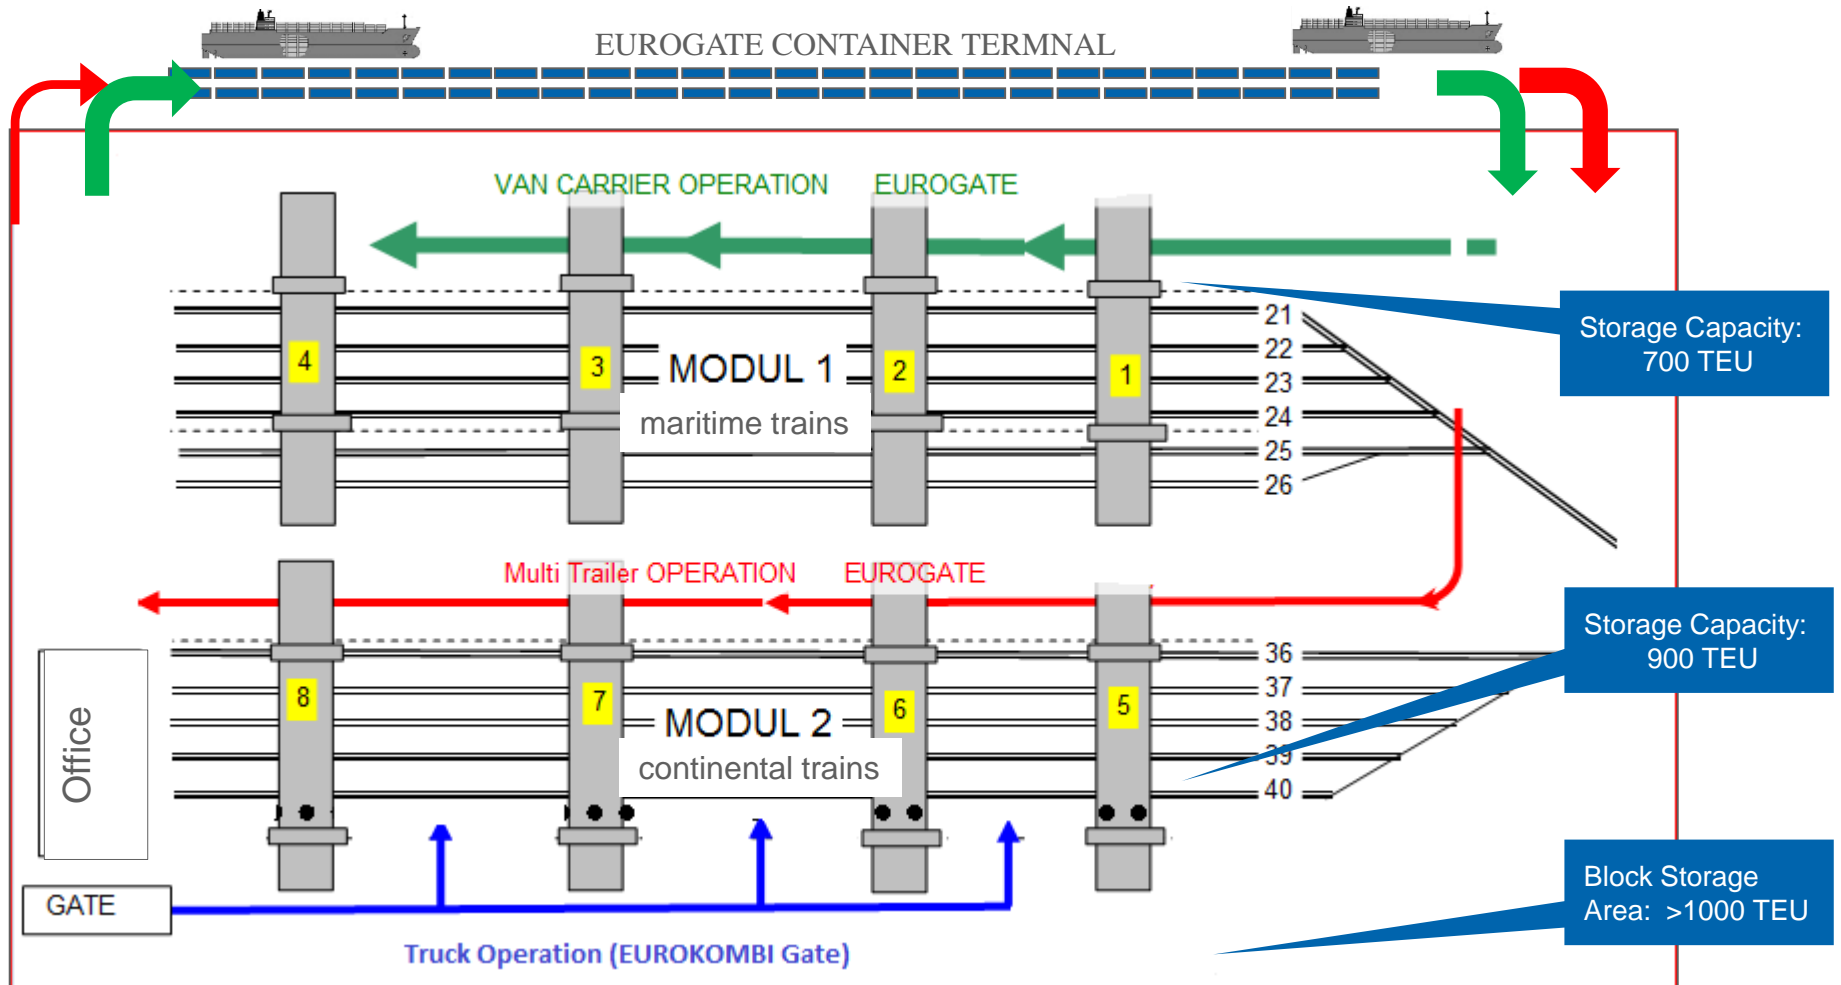 EUROGATE CONTAINER TERMNAL
VAN CARRIER OPERATION EUROGATE
21
Storage Capacity:
700 TEU
22
4
3
MODUL 1
2
1
23
maritime trains
24
25
26
Multi Trailer OPERATION EUROGATE
Storage Capacity:
900 TEU
36
37
8
7
MODUL 2
6
5
38
Office
continental trains
39
40
GATE
Block Storage
Area: >1000 TEU
Truck Operation (EUROKOMBI Gate)